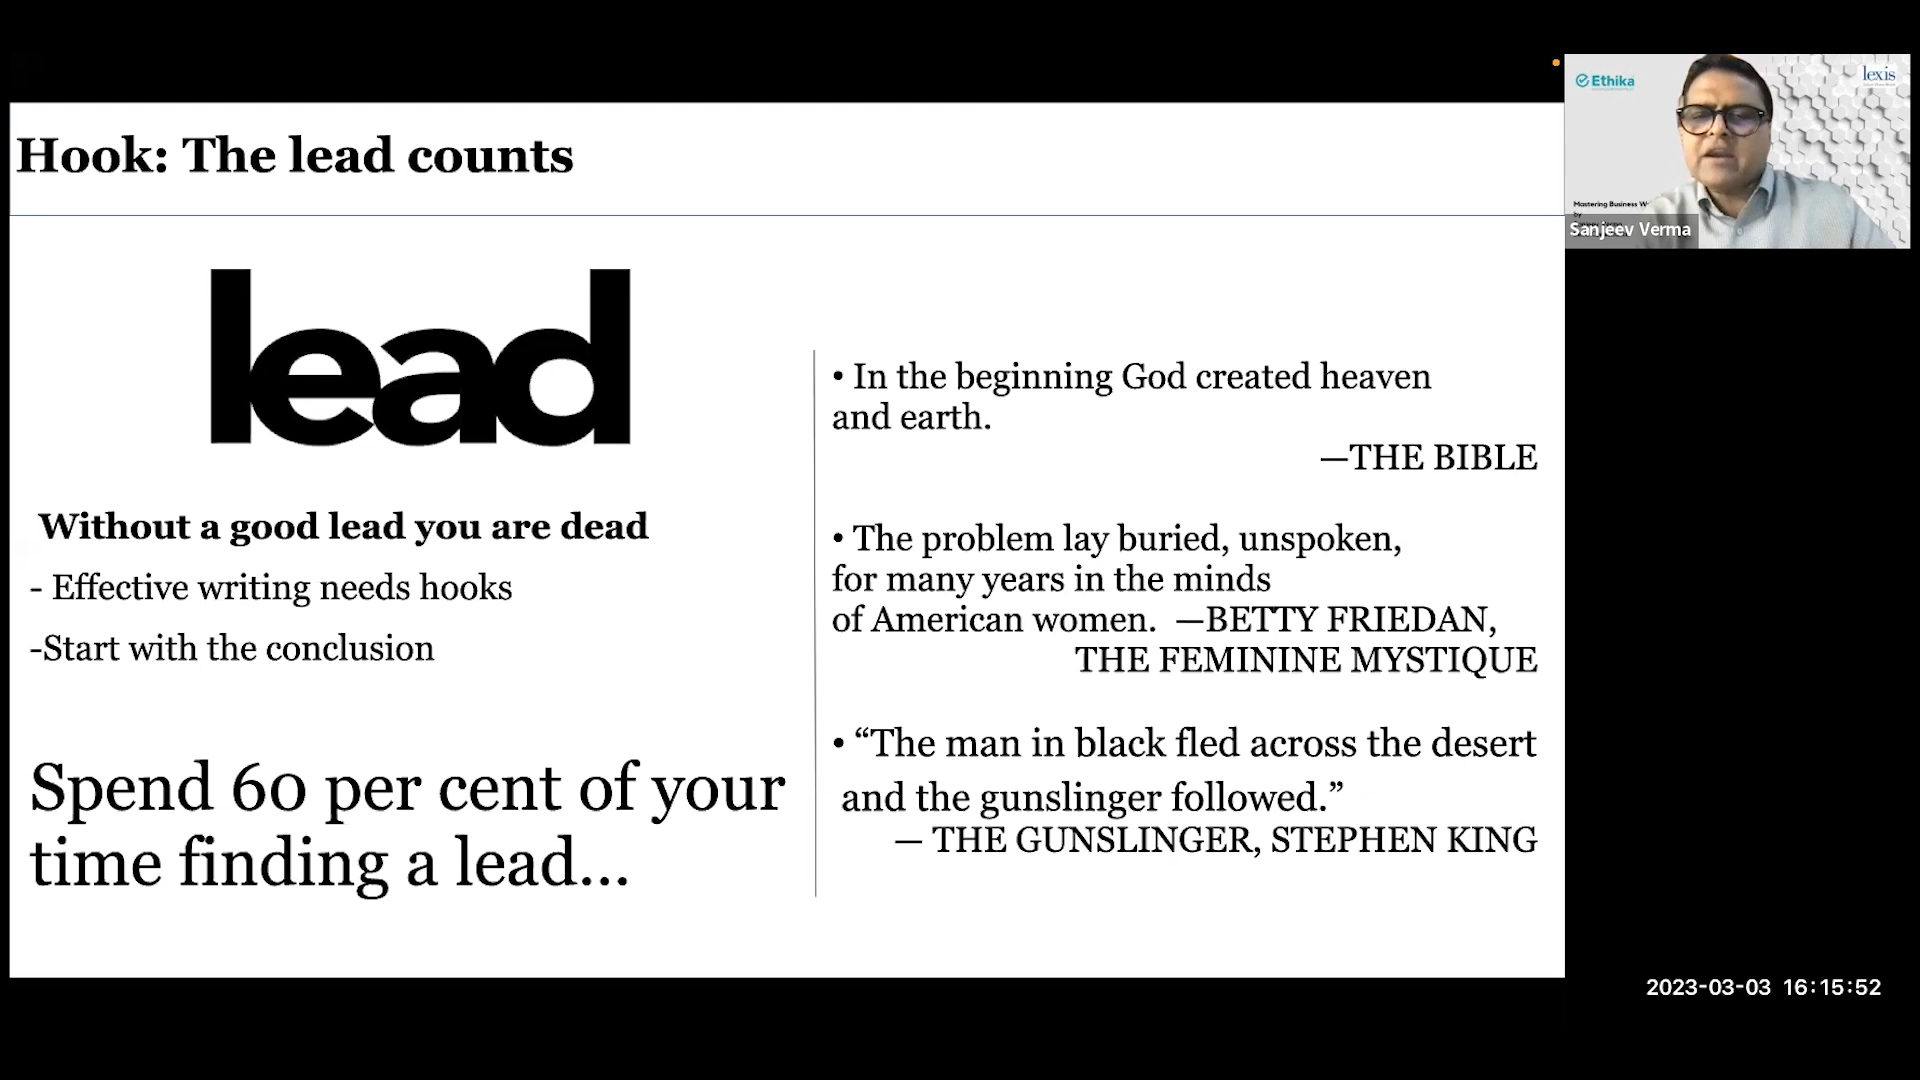 Hook: The lead counts
lead
Without a good lead you are dead
- Effective writing needs hooks
-Start with the conclusion
Spend 60 per cent of your
time finding a lead...
• In the beginning God created heaven
and earth.
—THE BIBLE
• The problem lay buried, unspoken,
for many years in the minds
of American women. —BETTY FRIEDAN,
THE FEMININE MYSTIQUE
• “The man in black fled across the desert
and the gunslinger followed.”
— THE GUNSLINGER, STEPHEN KING
Ethika
lexis
Mastering Business W
by
Sanjeev Verma
2023-03-03 16:15:52